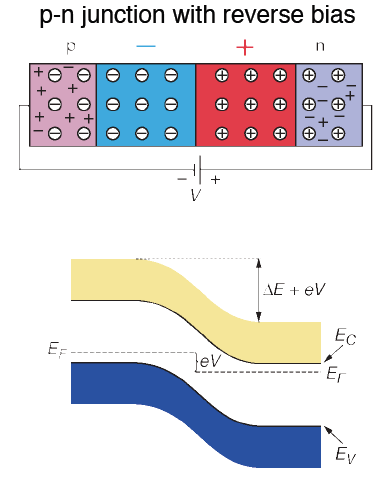 p-n junction with reverse bias
p − + n
− +
V
ΔE + eV
E_C
E_F
eV
E_F
E_V